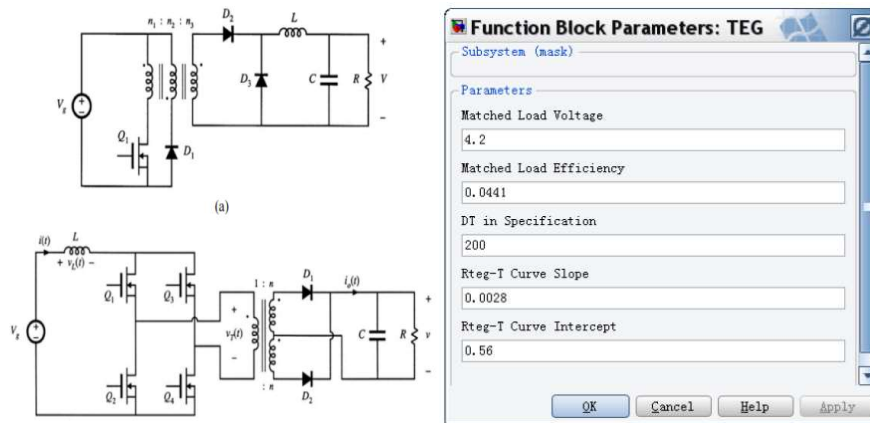 n₁ : n₂ : n₃
D₂
L
+
D₃
C
R
V
Vg
+
−
Q₁
D₁
−
(a)
i(t)
L
+ vL(t) −
Q₁
Q₃
1 : n
D₁
io(t)
+
+
Vg
+
−
vT(t)
C
R
v
−
Q₂
Q₄
: n
D₂
−
Function Block Parameters: TEG
Subsystem (mask)
Parameters
Matched Load Voltage
4.2
Matched Load Efficiency
0.0441
DT in Specification
200
Rteg-T Curve Slope
0.0028
Rteg-T Curve Intercept
0.56
OK Cancel Help Apply